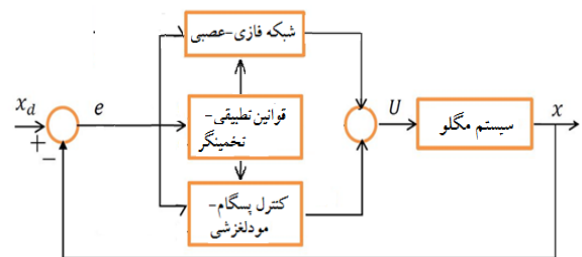 شبکه فازی-عصبی
x_d
e
قوانین تطبیقی-
تخمینگر
U
سیستم مگلو
x
+
−
کنترل پسگام-
مودلغزشی